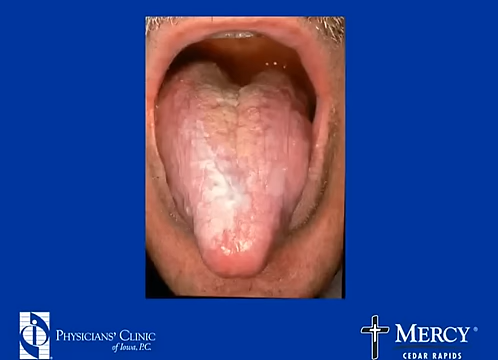 PHYSICIANS' CLINIC
of Iowa, P.C.
MERCY®
CEDAR RAPIDS